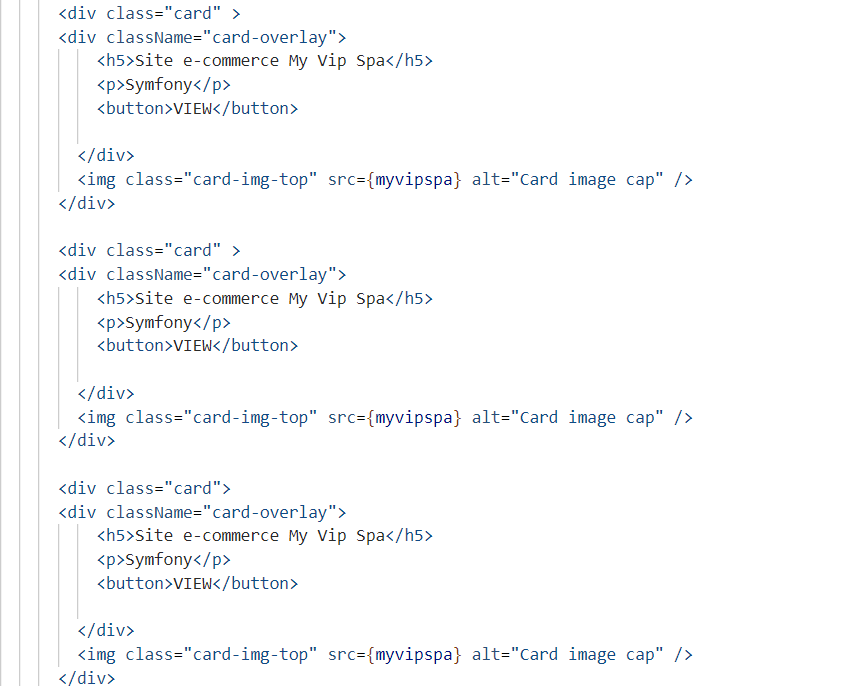 <div class="card" >
<div className="card-overlay">
<h5>Site e-commerce My Vip Spa</h5>
<p>Symfony</p>
<button>VIEW</button>
</div>
<img class="card-img-top" src={myvipspa} alt="Card image cap" />
</div>
<div class="card" >
<div className="card-overlay">
<h5>Site e-commerce My Vip Spa</h5>
<p>Symfony</p>
<button>VIEW</button>
</div>
<img class="card-img-top" src={myvipspa} alt="Card image cap" />
</div>
<div class="card">
<div className="card-overlay">
<h5>Site e-commerce My Vip Spa</h5>
<p>Symfony</p>
<button>VIEW</button>
</div>
<img class="card-img-top" src={myvipspa} alt="Card image cap" />
</div>